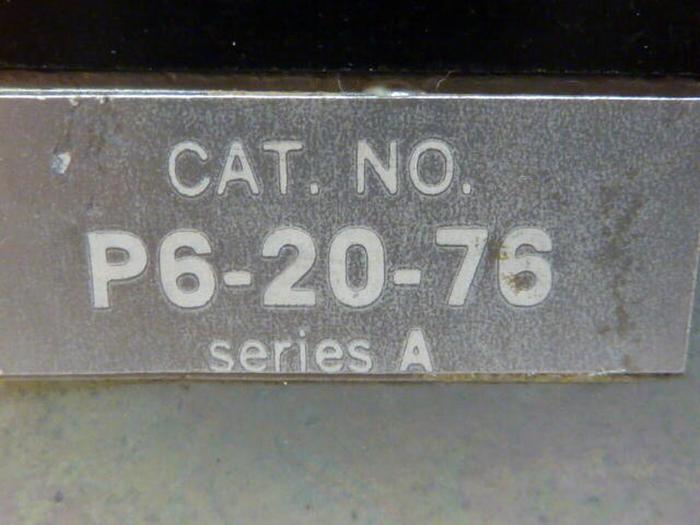 CAT. NO.
P6-20-76
series A